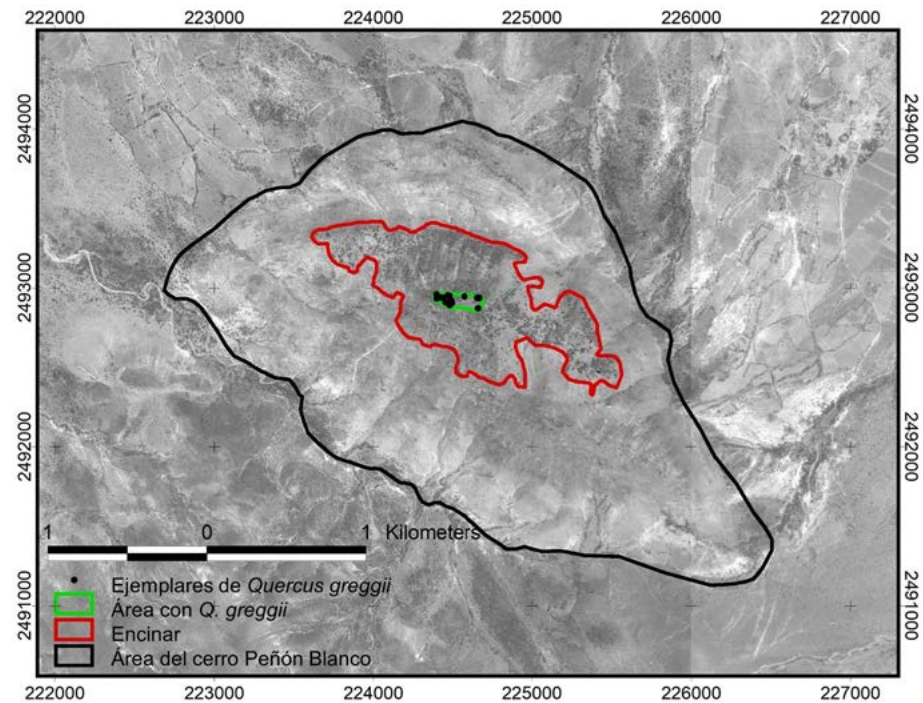 222000 223000 224000 225000 226000 227000
2494000 2494000
2493000 2493000
2492000 2492000
2491000 2491000
1 0 1 Kilometers
Ejemplares de Quercus greggii
Área con Q. greggii
Encinar
Área del cerro Peñón Blanco
222000 223000 224000 225000 226000 227000